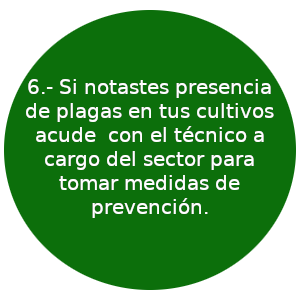 6.- Si notastes presencia
de plagas en tus cultivos
acude  con el técnico a
cargo del sector para
tomar medidas de
prevención.